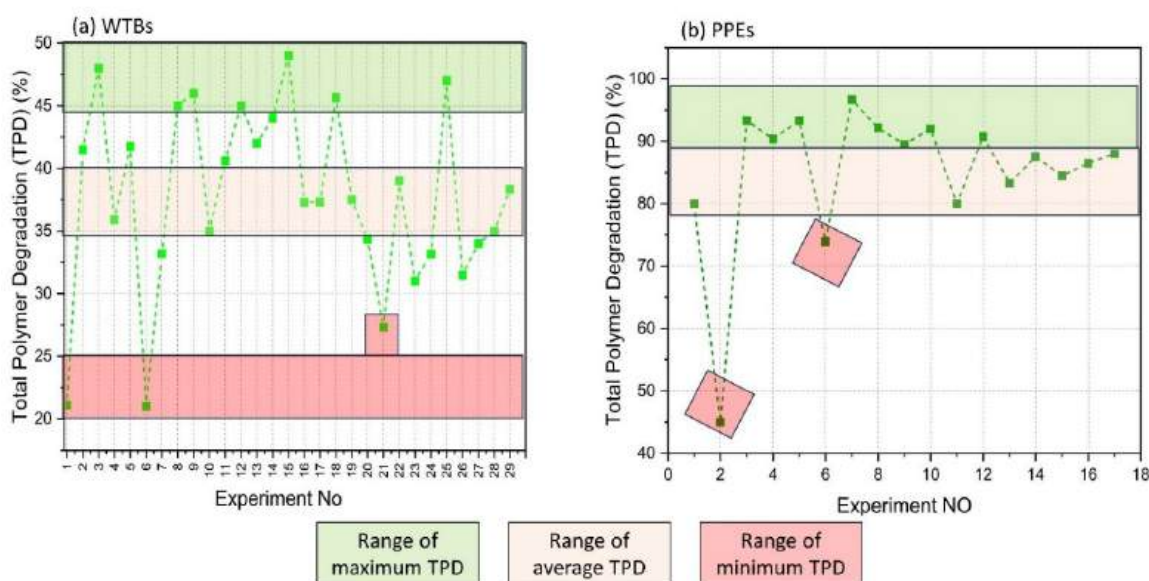 (a) WTBs
Total Polymer Degradation (TPD) (%)
50
45
40
35
30
25
20
1 2 3 4 5 6 7 8 9 10 11 12 13 14 15 16 17 18 19 20 21 22 23 24 25 26 27 28 29
Experiment No
(b) PPEs
Total Polymer Degradation (TPD) (%)
100
90
80
70
60
50
40
0 2 4 6 8 10 12 14 16 18
Experiment NO
Range of
maximum TPD
Range of
average TPD
Range of
minimum TPD